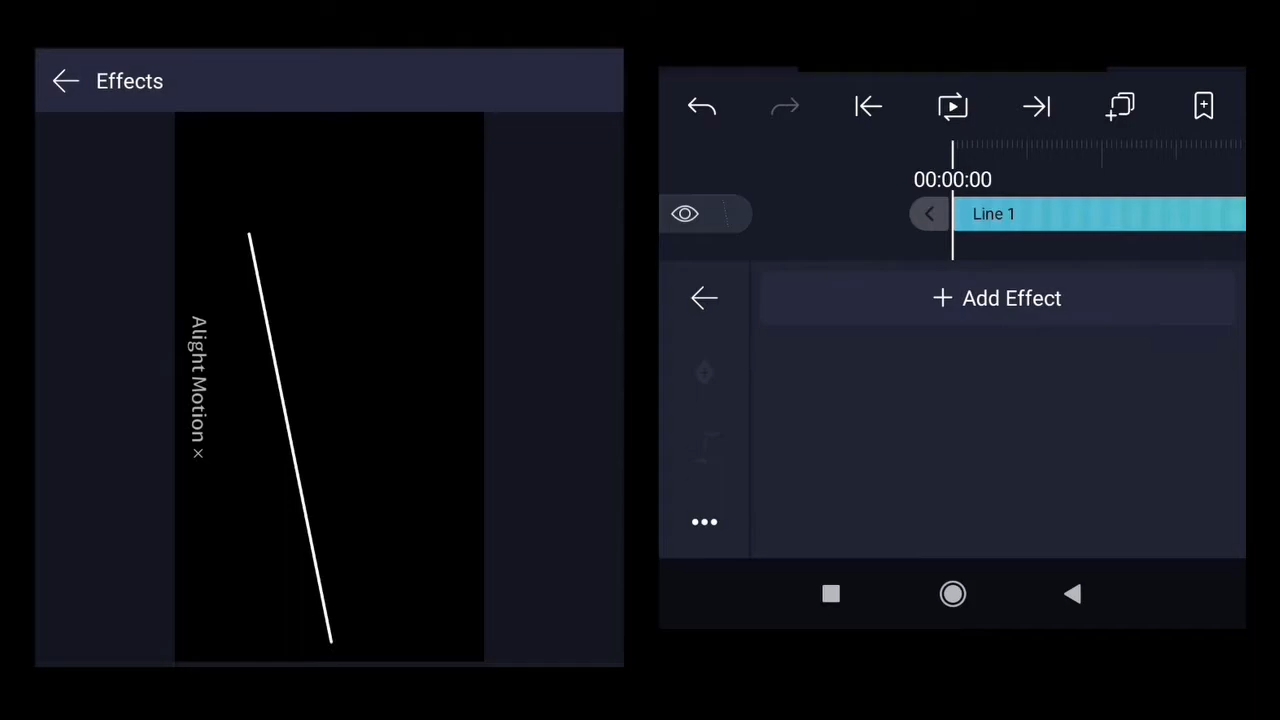 Effects
Alight Motion ×
00:00:00
Line 1
Add Effect